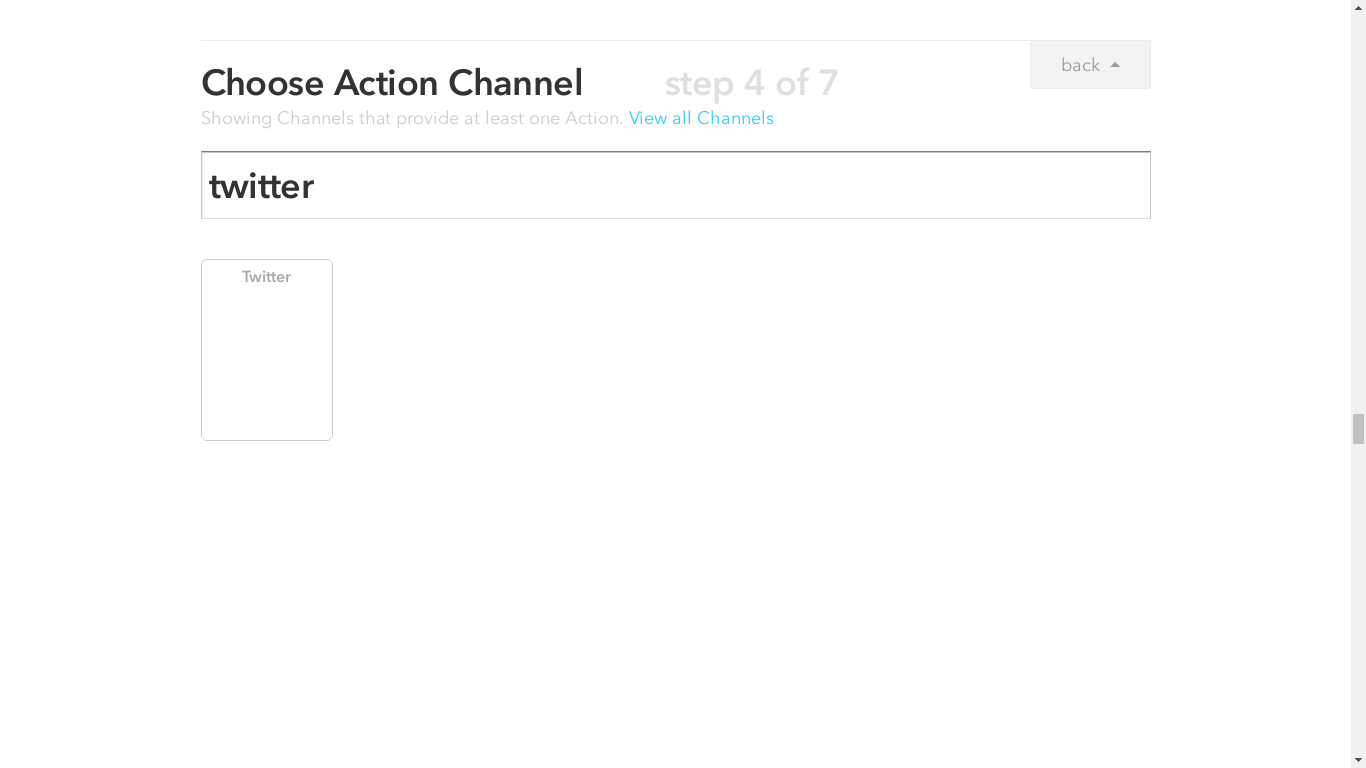 back
Choose Action Channel step 4 of 7
Showing Channels that provide at least one Action. View all Channels
twitter
Twitter